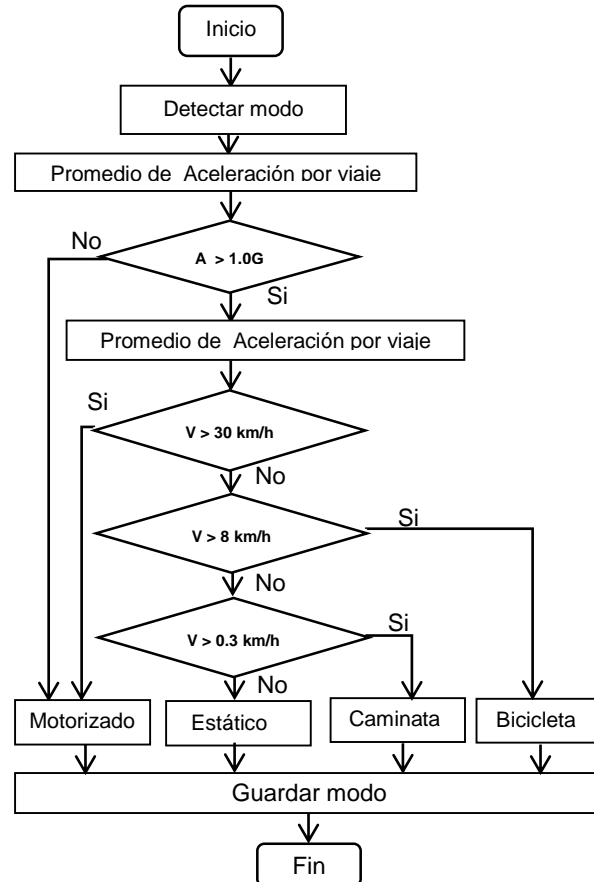 Inicio
Detectar modo
Promedio de Aceleración por viaje
No
A > 1.0G
Si
Promedio de Aceleración por viaje
Si
V > 30 km/h
No
V > 8 km/h
Si
No
V > 0.3 km/h
Si
No
Motorizado
Estático
Caminata
Bicicleta
Guardar modo
Fin